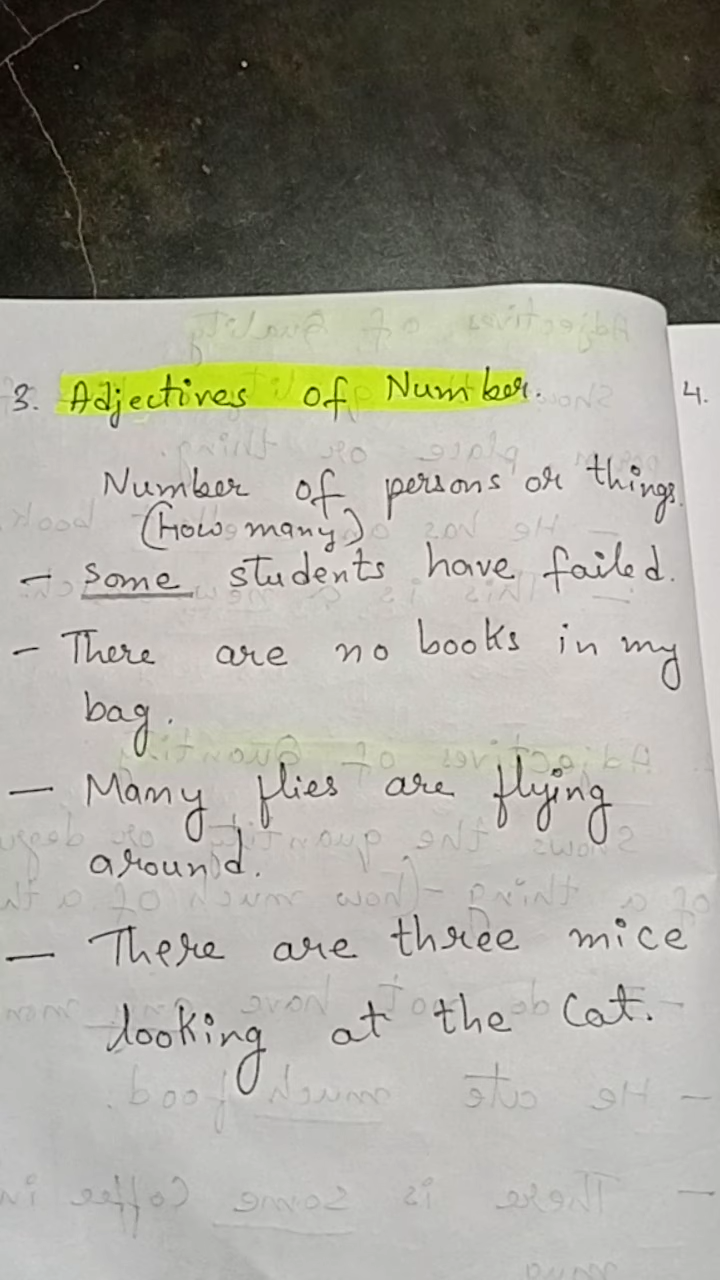 3. Adjectives of Number.
4.
Number of persons or things.
(how many)
- Some students have failed.
- There are no books in my
bag.
- Many flies are flying
around.
- There are three mice
looking at the Cat.